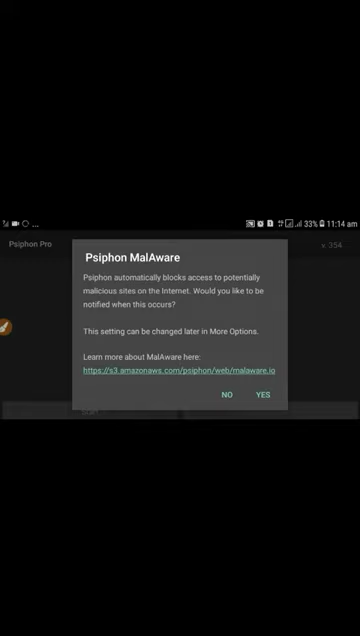 33% 11:14 am
Psiphon Pro
v. 354
Psiphon MalAware
Psiphon automatically blocks access to potentially
malicious sites on the Internet. Would you like to be
notified when this occurs?
This setting can be changed later in More Options.
Learn more about MalAware here:
https://s3.amazonaws.com/psiphon/web/malaware.ig
NO YES
Start